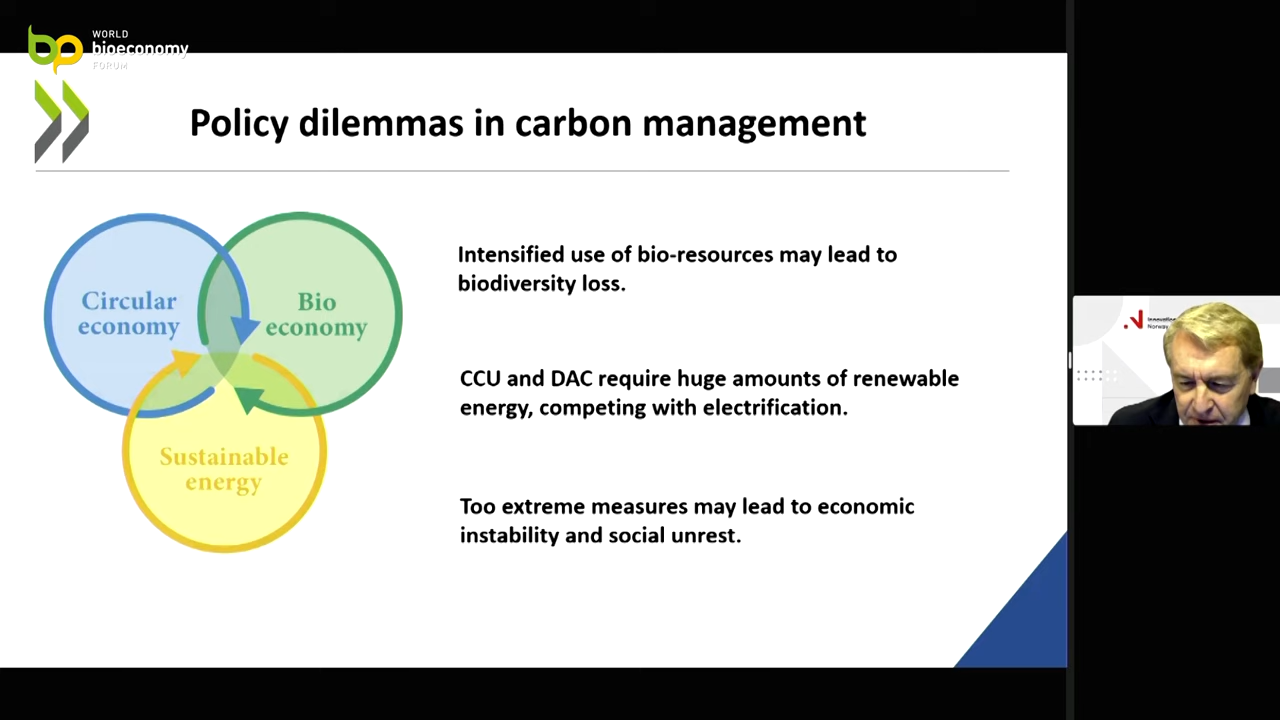 WORLD
bioeconomy
FORUM
Policy dilemmas in carbon management
Circular
economy
Bio
economy
Sustainable
energy
Intensified use of bio-resources may lead to
biodiversity loss.
CCU and DAC require huge amounts of renewable
energy, competing with electrification.
Too extreme measures may lead to economic
instability and social unrest.
Innovation
Norway